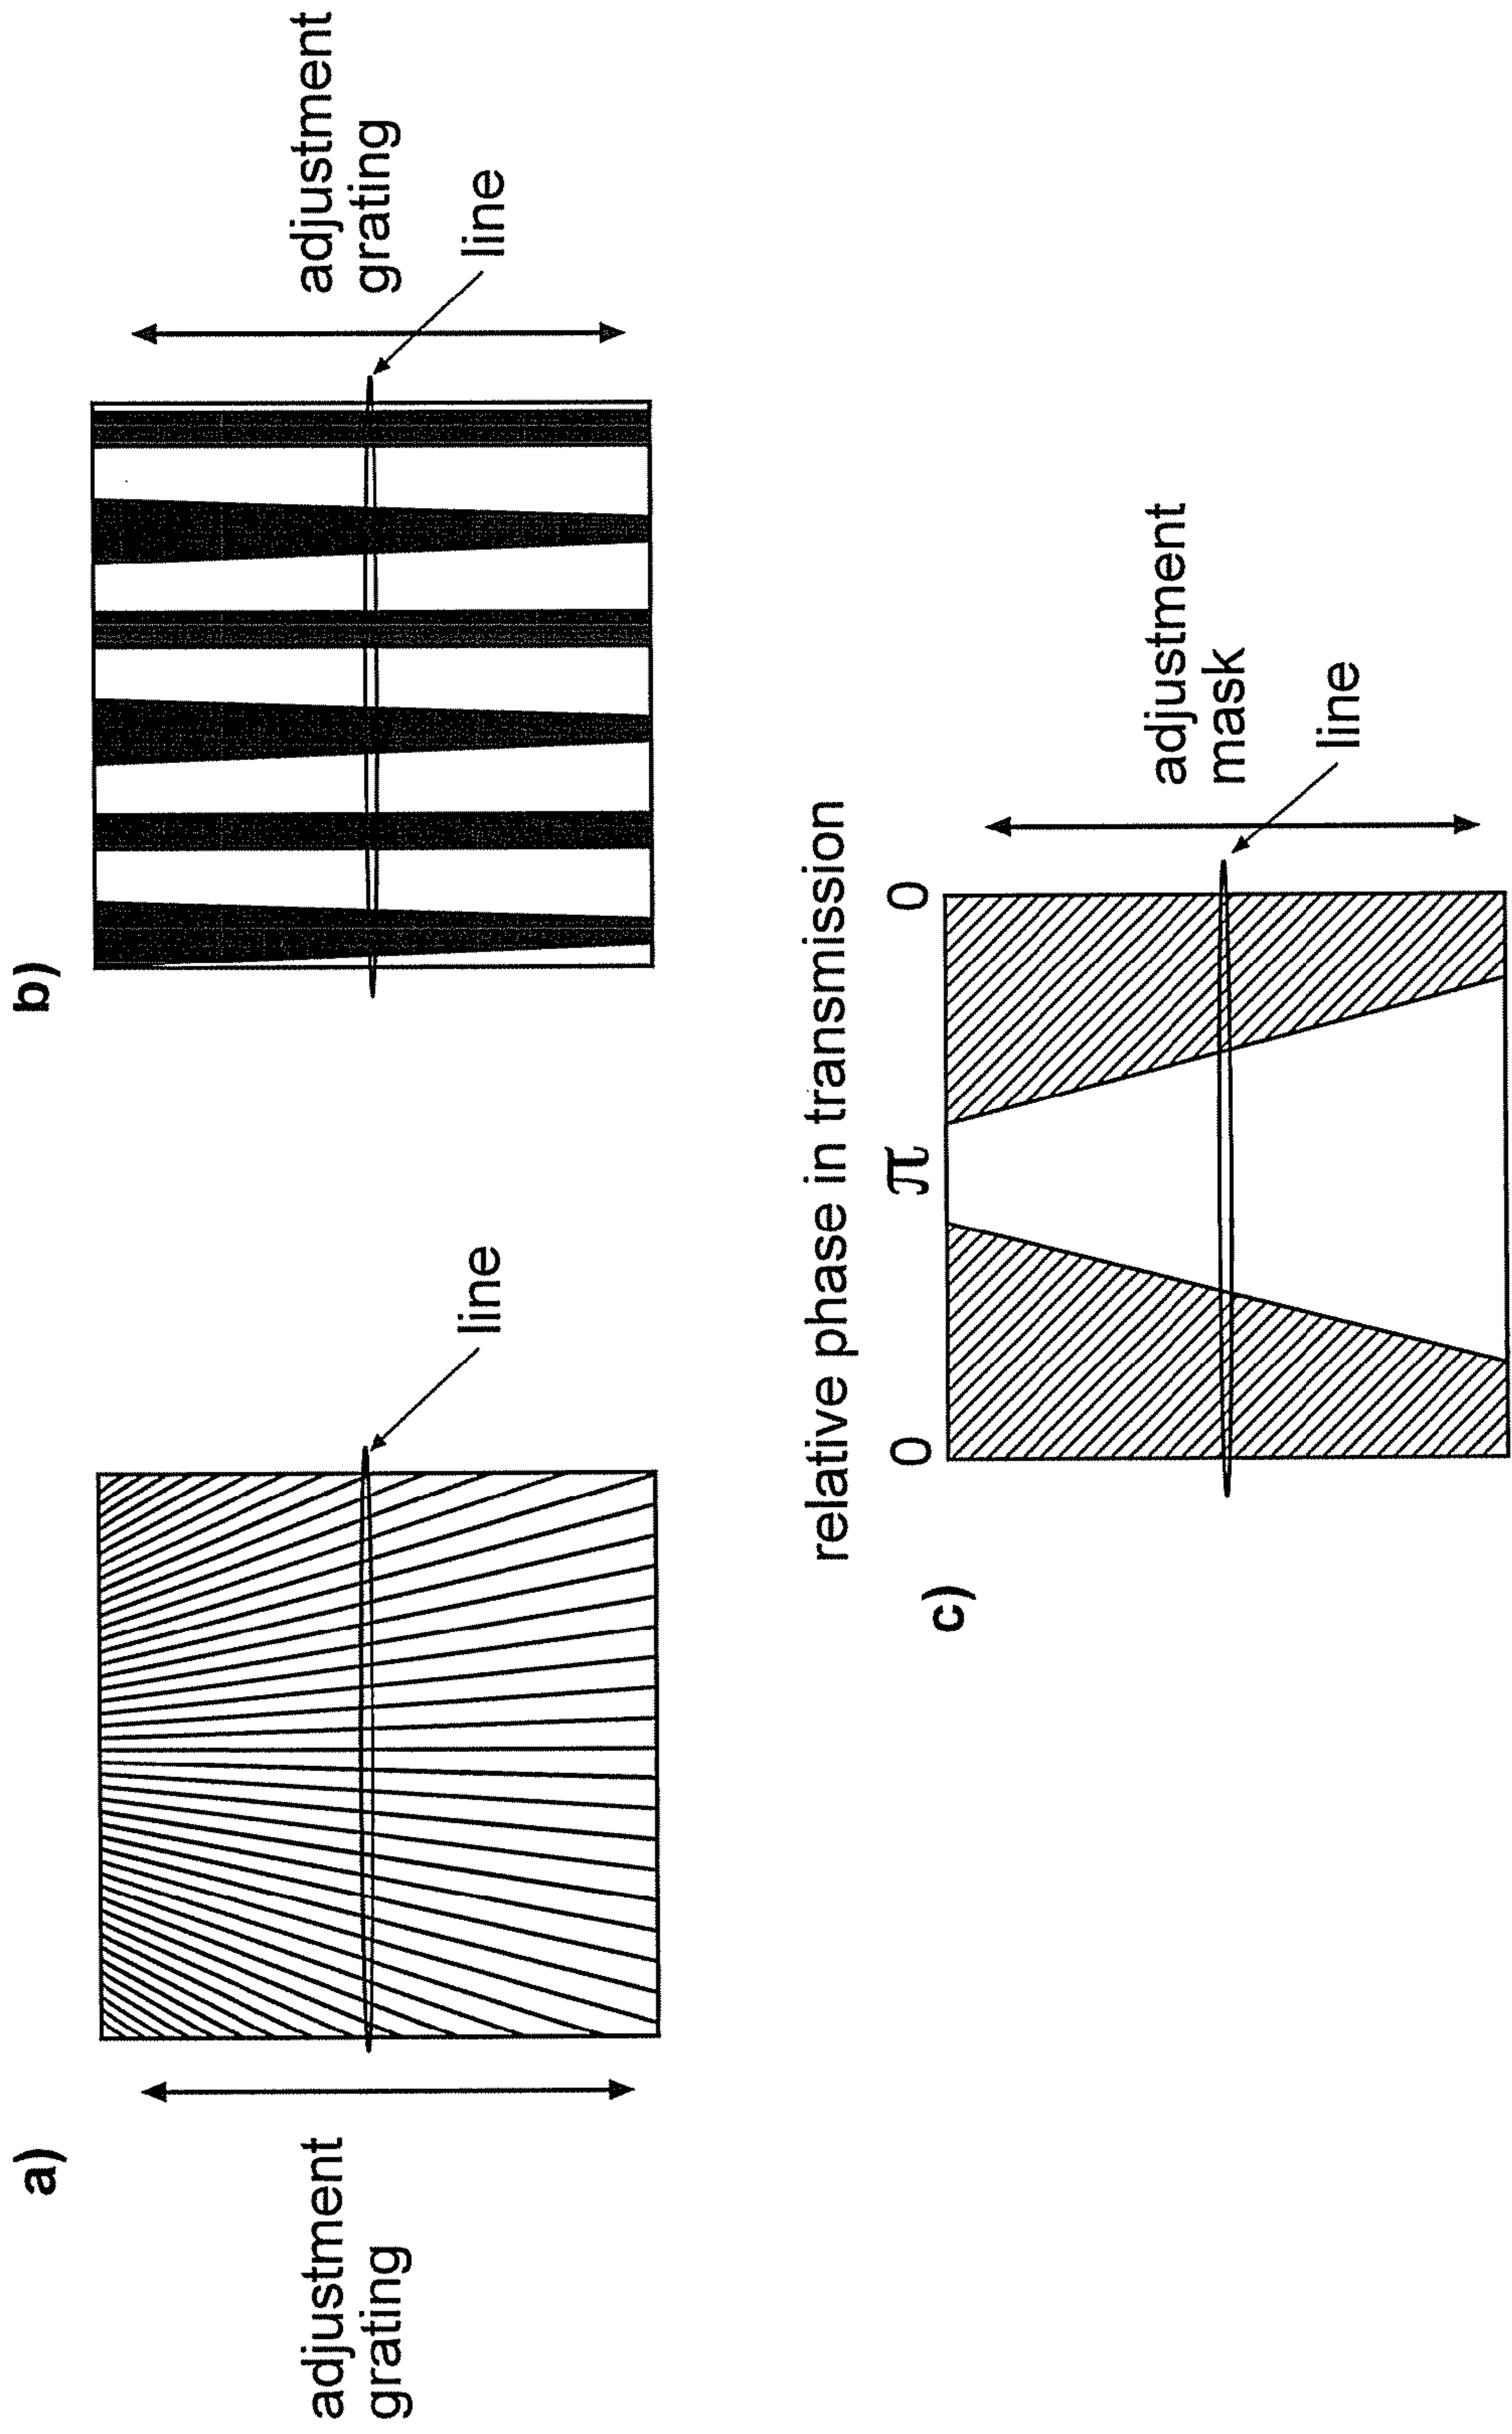 a)
adjustment
grating
line
b)
adjustment
grating
line
c)
relative phase in transmission
0
π
0
adjustment
mask
line